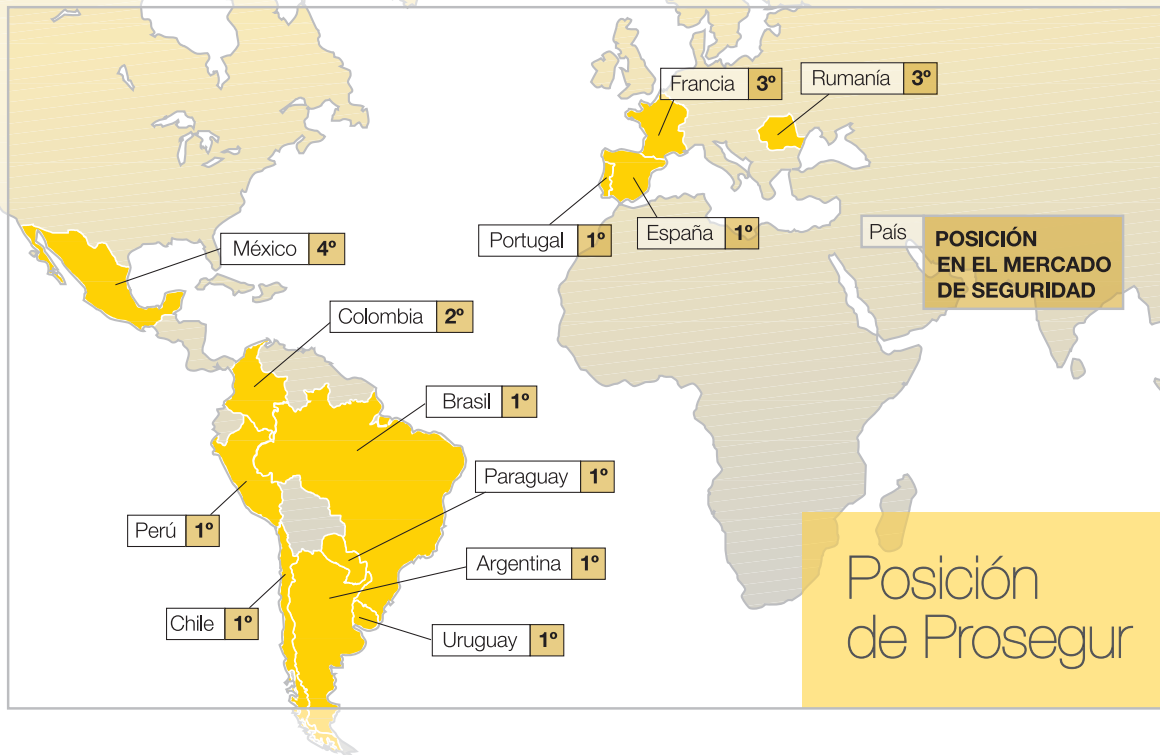 Francia 3º
Rumanía 3º
Portugal 1º
España 1º
País
POSICIÓN
EN EL MERCADO
DE SEGURIDAD
México 4º
Colombia 2º
Brasil 1º
Paraguay 1º
Perú 1º
Argentina 1º
Chile 1º
Uruguay 1º
Posición
de Prosegur